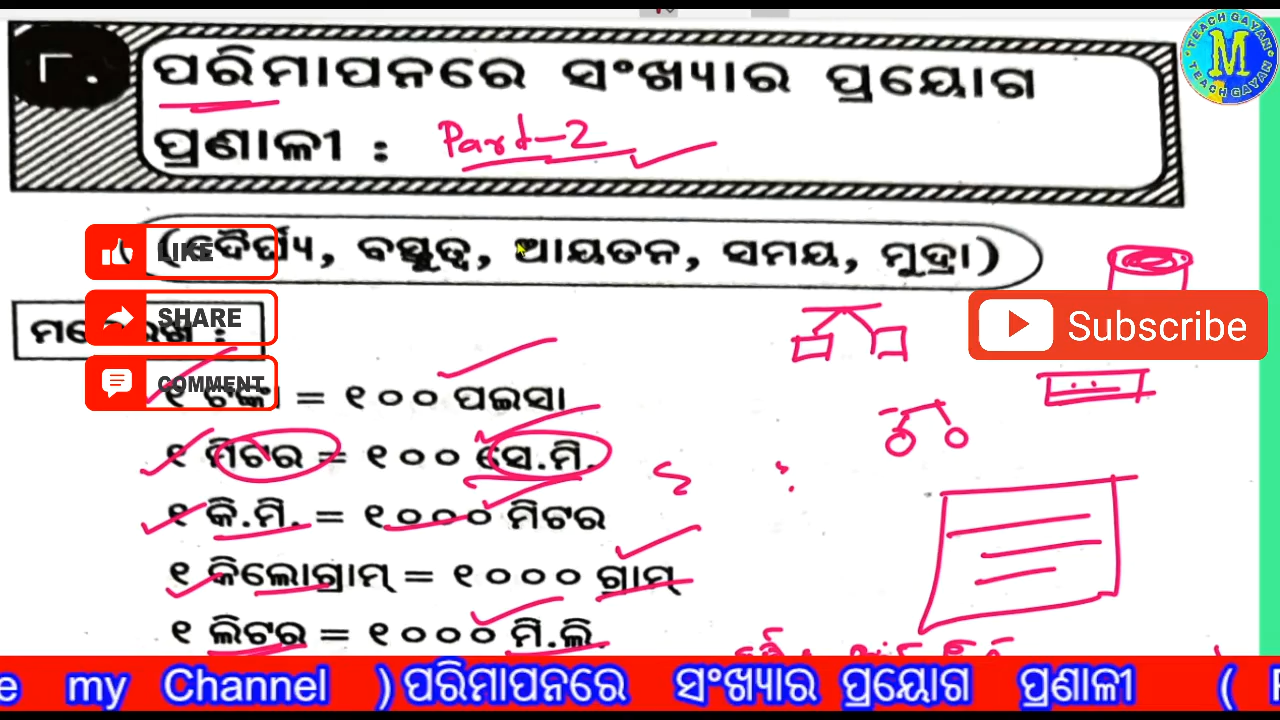 ୮. ପରିମାପନରେ ସଂଖ୍ୟାର ପ୍ରୟୋଗ
ପ୍ରଣାଳୀ : Part-2
TEACH GAYAN
M
TEACH GAYAN
(ଦୈର୍ଘ୍ୟ, ବସ୍ତୁତ୍ୱ, ଆୟତନ, ସମୟ, ମୁଦ୍ରା)
LIKE
SHARE
COMMENT
Subscribe
୧ ଟଙ୍କା = ୧୦୦ ପଇସା
୧ ମିଟର = ୧୦୦ ସେ.ମି.
୧ କି.ମି. = ୧୦୦୦ ମିଟର
୧ କିଲୋଗ୍ରାମ୍ = ୧୦୦୦ ଗ୍ରାମ୍
୧ ଲିଟର = ୧୦୦୦ ମି.ଲି.
e my Channel ) ପରିମାପନରେ ସଂଖ୍ୟାର ପ୍ରୟୋଗ ପ୍ରଣାଳୀ (